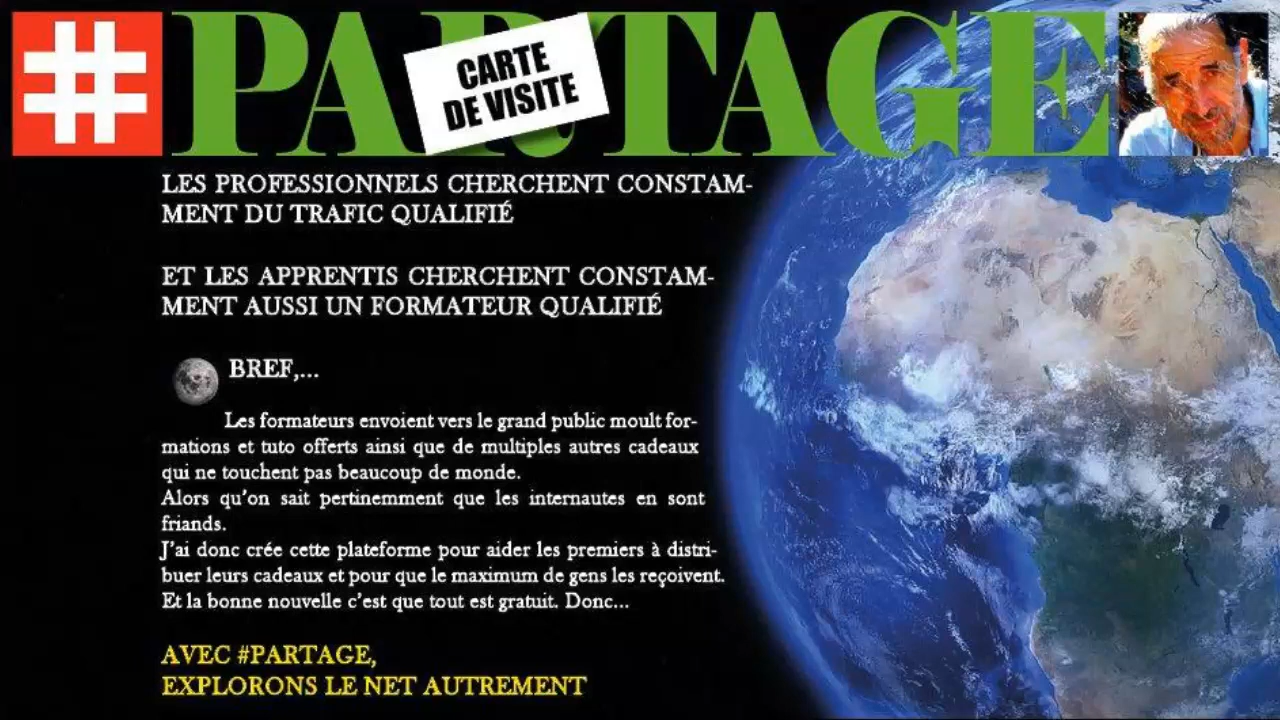 #PARTAGE
CARTE
DE VISITE
LES PROFESSIONNELS CHERCHENT CONSTAM-
MENT DU TRAFIC QUALIFIÉ
ET LES APPRENTIS CHERCHENT CONSTAM-
MENT AUSSI UN FORMATEUR QUALIFIÉ
BREF,...
Les formateurs envoient vers le grand public moult for-
mations et tuto offerts ainsi que de multiples autres cadeaux
qui ne touchent pas beaucoup de monde.
Alors qu'on sait pertinemment que les internautes en sont
friands.
J'ai donc crée cette plateforme pour aider les premiers à distri-
buer leurs cadeaux et pour que le maximum de gens les reçoivent.
Et la bonne nouvelle c'est que tout est gratuit. Donc...
AVEC #PARTAGE,
EXPLORONS LE NET AUTREMENT